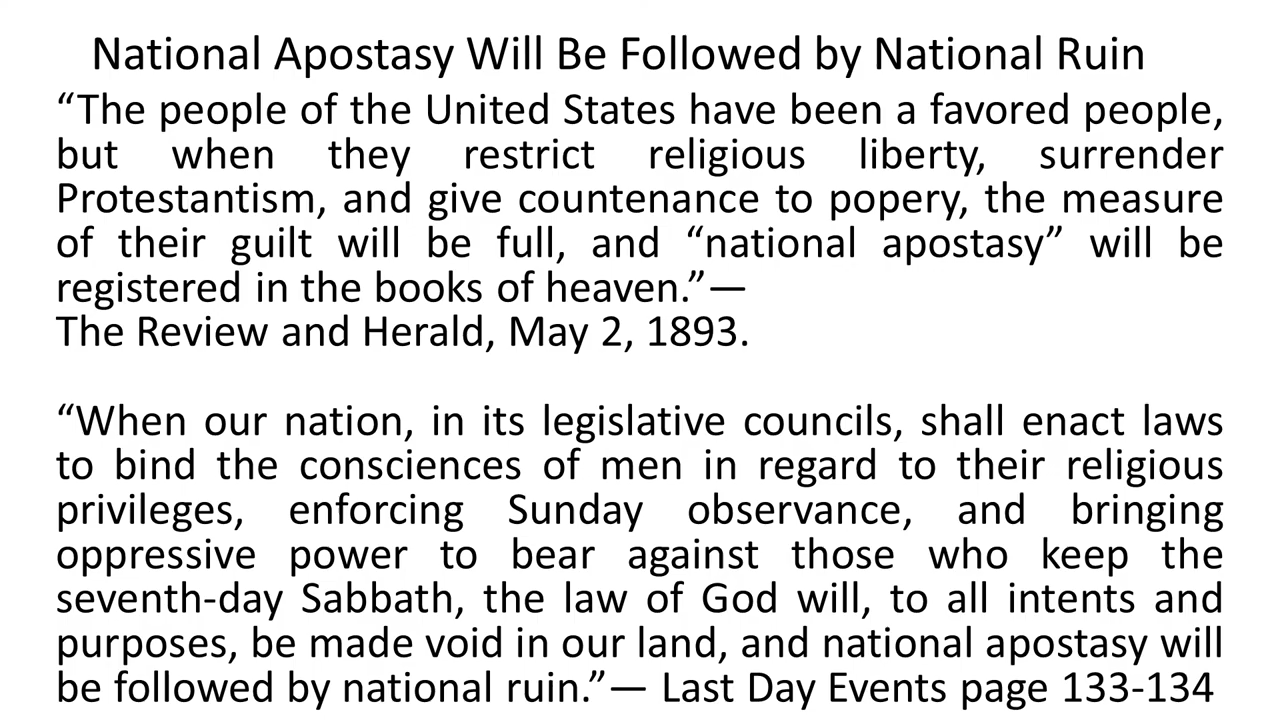 National Apostasy Will Be Followed by National Ruin
“The people of the United States have been a favored people,
but when they restrict religious liberty, surrender
Protestantism, and give countenance to popery, the measure
of their guilt will be full, and “national apostasy” will be
registered in the books of heaven.”—
The Review and Herald, May 2, 1893.
“When our nation, in its legislative councils, shall enact laws
to bind the consciences of men in regard to their religious
privileges, enforcing Sunday observance, and bringing
oppressive power to bear against those who keep the
seventh-day Sabbath, the law of God will, to all intents and
purposes, be made void in our land, and national apostasy will
be followed by national ruin.”— Last Day Events page 133-134